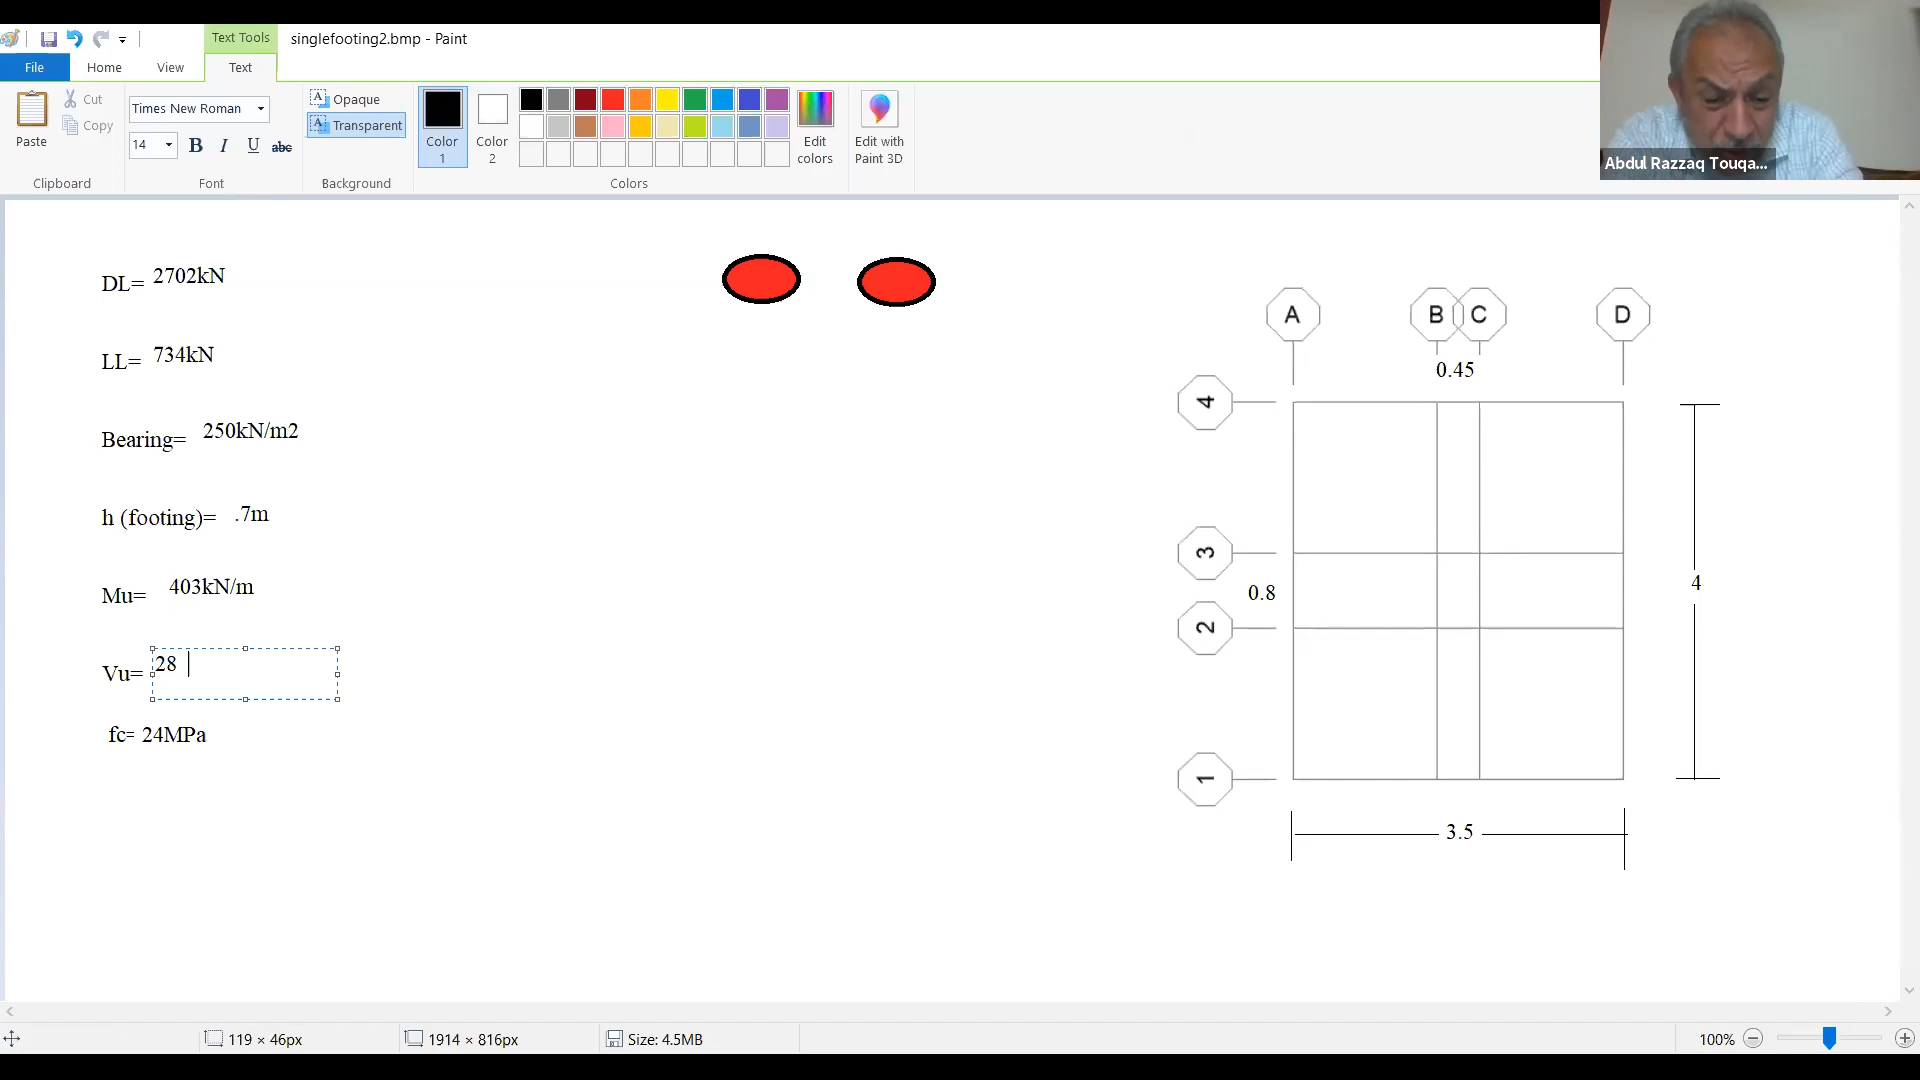 Text Tools
singlefooting2.bmp - Paint
File
Home
View
Text
Paste
Cut
Copy
Clipboard
Times New Roman
14
B I U abc
Font
A Opaque
A Transparent
Background
Color 1
Color 2
Edit colors
Colors
Edit with Paint 3D
Abdul Razzaq Touqa...
DL= 2702kN
LL= 734kN
Bearing= 250kN/m2
h (footing)= .7m
Mu= 403kN/m
Vu= 28
fc= 24MPa
A B C D
0.45
4
3
0.8
2
1
4
3.5
119 × 46px
1914 × 816px
Size: 4.5MB
100%